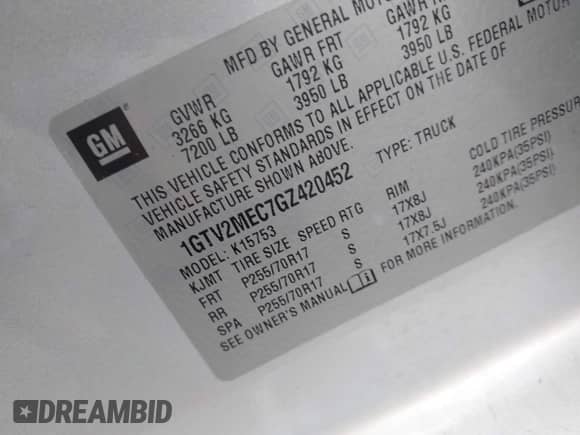 GM
MFD BY GENERAL MOTOR
GVWR GAWR FRT GAWR R
3266 KG 1792 KG 1792 KG
7200 LB 3950 LB 3950 LB
THIS VEHICLE CONFORMS TO ALL APPLICABLE U.S. FEDERAL MOTOR
VEHICLE SAFETY STANDARDS IN EFFECT ON THE DATE OF
MANUFACTURE SHOWN ABOVE.
1GTV2MEC7GZ420452 TYPE: TRUCK
MODEL: K15753
KJMT TIRE SIZE SPEED RTG RIM COLD TIRE PRESSUR
FRT P255/70R17 S 17X8J 240KPA(35PSI)
RR P255/70R17 S 17X8J 240KPA(35PSI)
SPA P255/70R17 S 17X7.5J 240KPA(35PSI)
SEE OWNER'S MANUAL FOR MORE INFORMATION.
DREAMBID